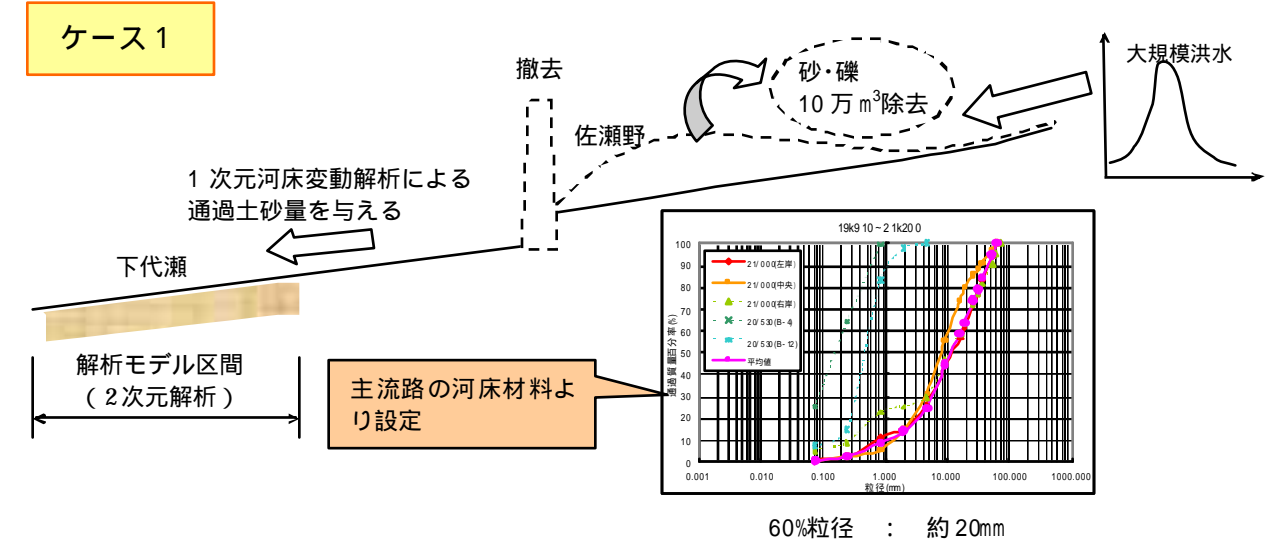 ケース1
撤去
砂・礫
10万m³除去
大規模洪水
佐瀬野
1次元河床変動解析による
通過土砂量を与える
下代瀬
解析モデル区間
(2次元解析)
主流路の河床材料よ
り設定
19k910~21k200
通過質量百分率(%)
100
90
80
70
60
50
40
30
20
10
0
21/000(左岸)
21/000(中央)
21/000(右岸)
20/530(B-4)
20/530(B-12)
平均値
0.001 0.010 0.100 1.000 10.000 100.000 1000.000
粒径(mm)
60%粒径 : 約20mm